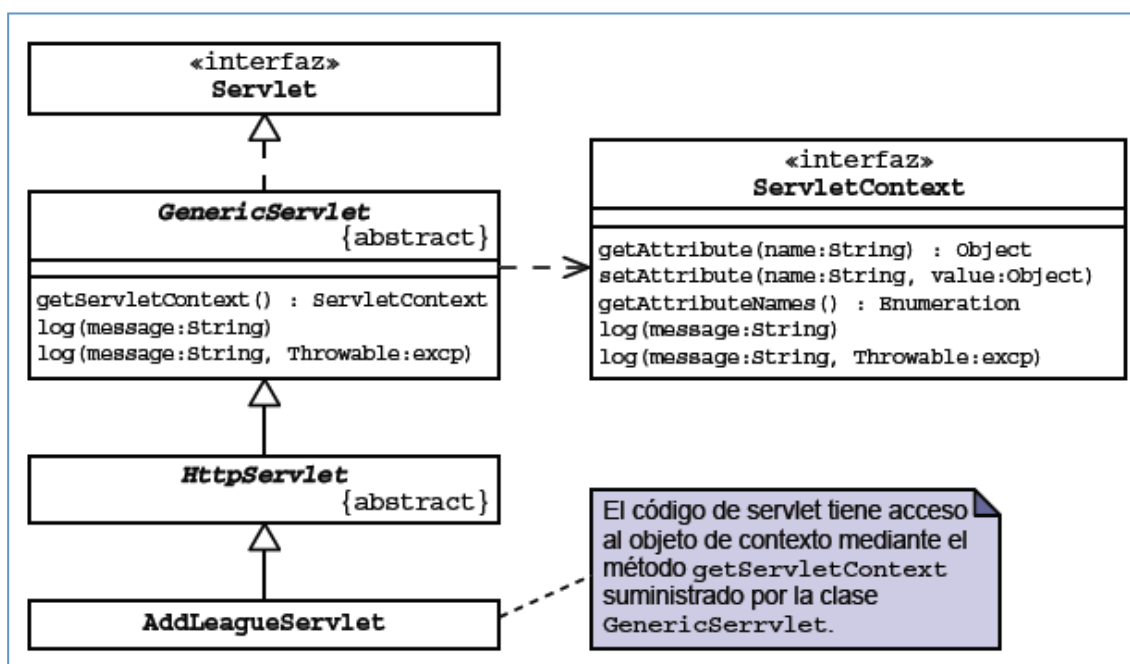 «interfaz»
Servlet
GenericServlet
{abstract}
getServletContext() : ServletContext
log(message:String)
log(message:String, Throwable:excp)
HttpServlet
{abstract}
AddLeagueServlet
«interfaz»
ServletContext
getAttribute(name:String) : Object
setAttribute(name:String, value:Object)
getAttributeNames() : Enumeration
log(message:String)
log(message:String, Throwable:excp)
El código de servlet tiene acceso
al objeto de contexto mediante el
método getServletContext
suministrado por la clase
GenericSerrvlet.